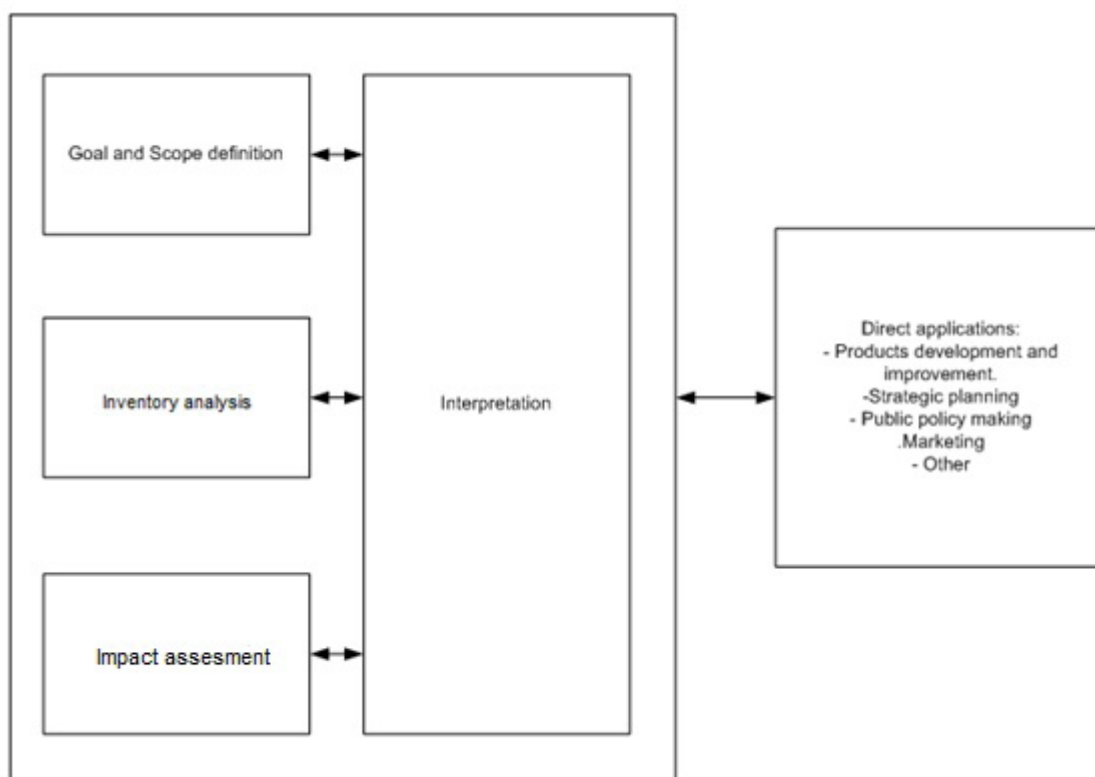 Goal and Scope definition
Inventory analysis
Impact assesment
Interpretation
Direct applications:
- Products development and
improvement.
-Strategic planning
- Public policy making
.Marketing
- Other